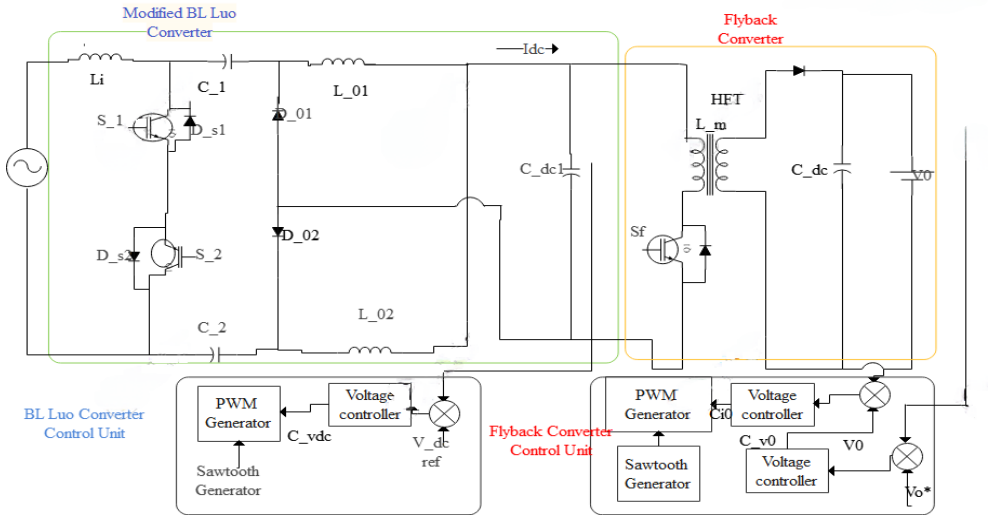 Modified BL Luo
Converter
Flyback
Converter
Li
C_1
L_01
Idc
HFT
L_m
S_1
D_s1
D_01
C_dc1
C_dc
V0
D_s2
S_2
D_02
Sf
C_2
L_02
BL Luo Converter
Control Unit
PWM
Generator
Voltage
controller
C_vdc
V_dc
ref
Sawtooth
Generator
Flyback Converter
Control Unit
PWM
Generator
Ci0
Voltage
controller
C_v0
V0
Sawtooth
Generator
Voltage
controller
Vo*